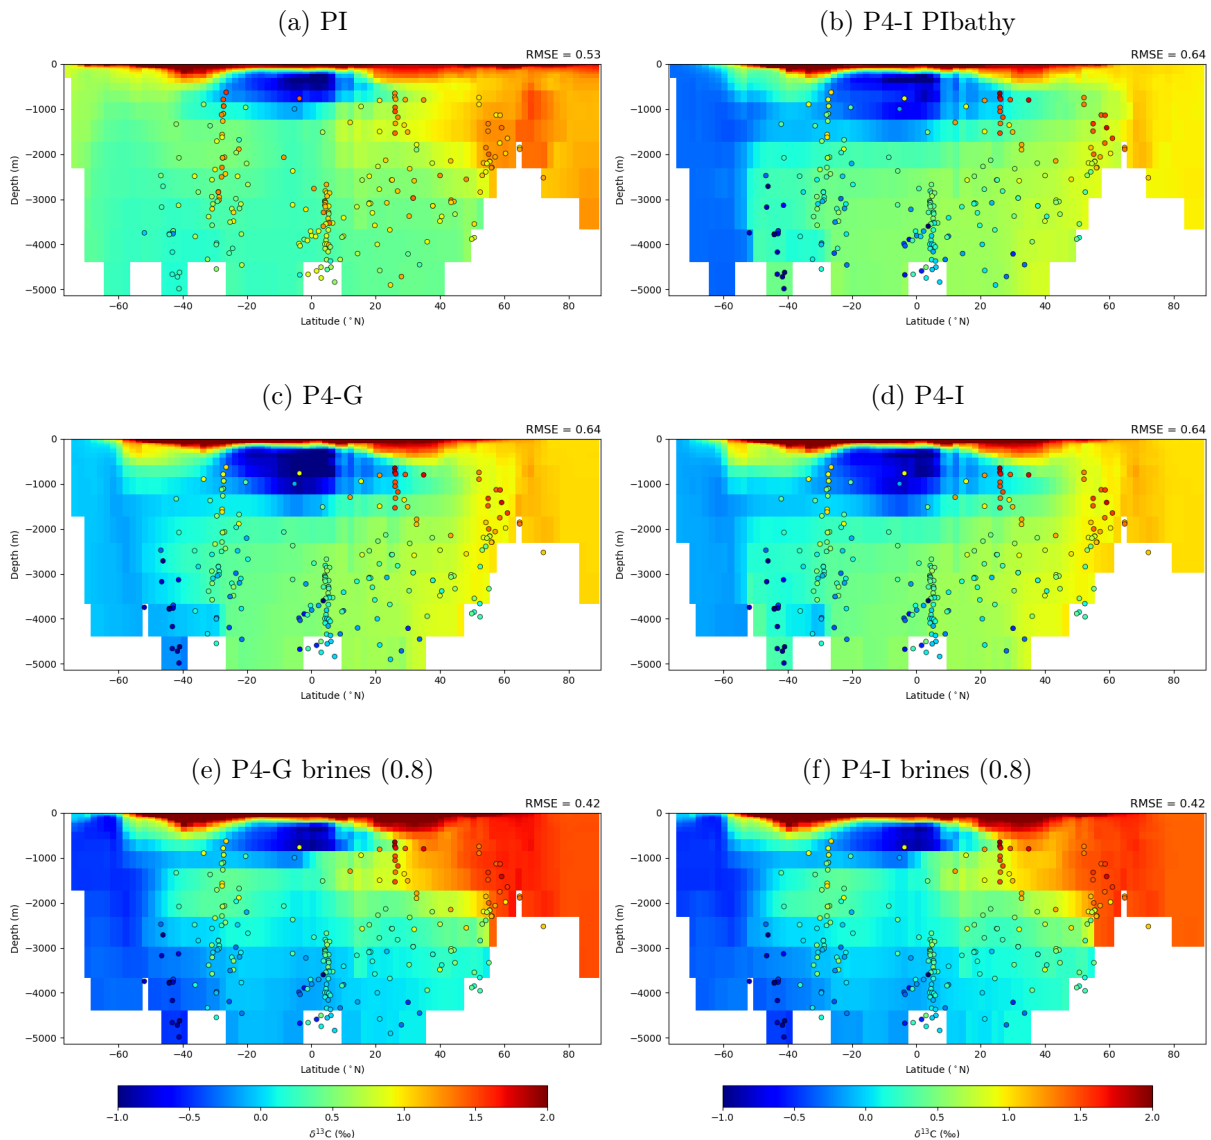 (a) PI
RMSE = 0.53
0
−1000
−2000
−3000
−4000
−5000
Depth (m)
−60 −40 −20 0 20 40 60 80
Latitude (°N)
(b) P4-I PIbathy
RMSE = 0.64
0
−1000
−2000
−3000
−4000
−5000
Depth (m)
−60 −40 −20 0 20 40 60 80
Latitude (°N)
(c) P4-G
RMSE = 0.64
0
−1000
−2000
−3000
−4000
−5000
Depth (m)
−60 −40 −20 0 20 40 60 80
Latitude (°N)
(d) P4-I
RMSE = 0.64
0
−1000
−2000
−3000
−4000
−5000
Depth (m)
−60 −40 −20 0 20 40 60 80
Latitude (°N)
(e) P4-G brines (0.8)
RMSE = 0.42
0
−1000
−2000
−3000
−4000
−5000
Depth (m)
−60 −40 −20 0 20 40 60 80
Latitude (°N)
(f) P4-I brines (0.8)
RMSE = 0.42
0
−1000
−2000
−3000
−4000
−5000
Depth (m)
−60 −40 −20 0 20 40 60 80
Latitude (°N)
−1.0 −0.5 0.0 0.5 1.0 1.5 2.0
δ¹³C (‰)
−1.0 −0.5 0.0 0.5 1.0 1.5 2.0
δ¹³C (‰)